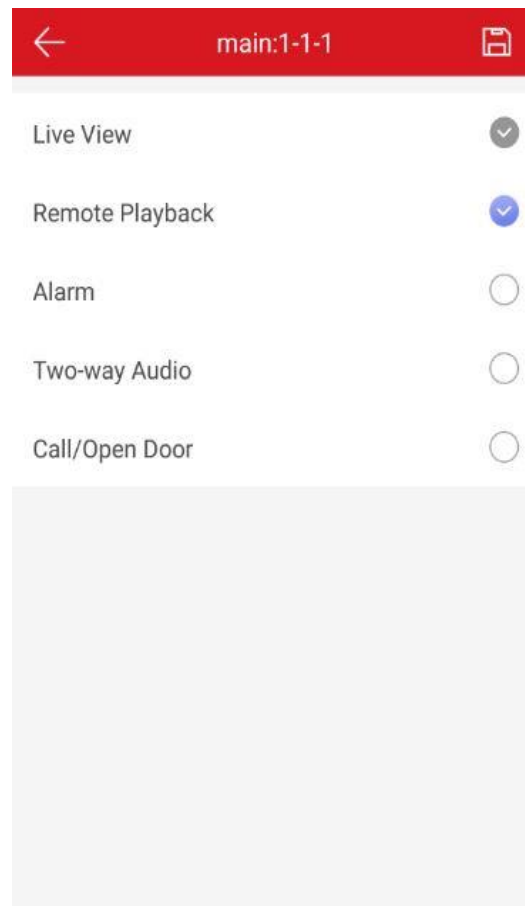 main:1-1-1
Live View
Remote Playback
Alarm
Two-way Audio
Call/Open Door